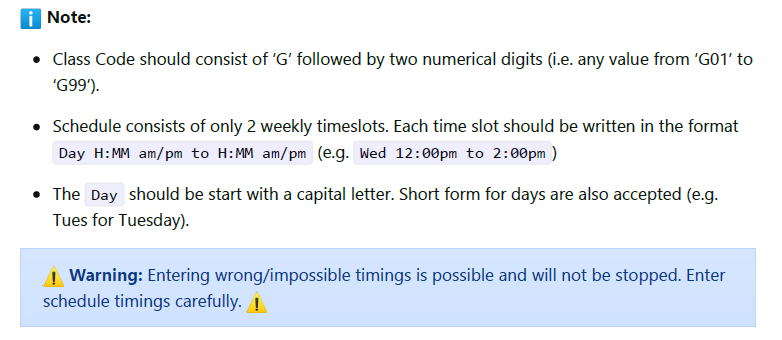 ℹ️ Note:
• Class Code should consist of ‘G’ followed by two numerical digits (i.e. any value from ‘G01’ to
‘G99’).
• Schedule consists of only 2 weekly timeslots. Each time slot should be written in the format
Day H:MM am/pm to H:MM am/pm (e.g. Wed 12:00pm to 2:00pm)
• The Day should be start with a capital letter. Short form for days are also accepted (e.g.
Tues for Tuesday).
⚠️ Warning: Entering wrong/impossible timings is possible and will not be stopped. Enter
schedule timings carefully. ⚠️